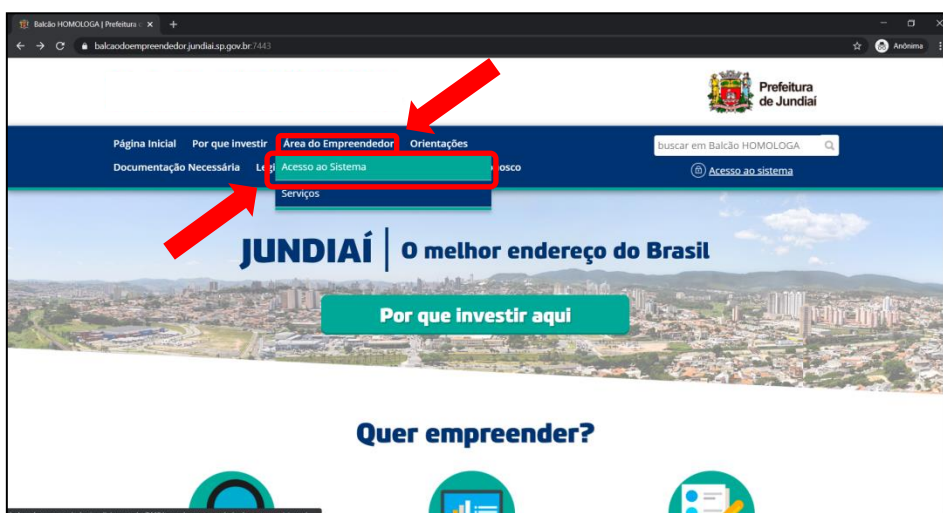 Balcão HOMOLOGA | Prefeitura
balcaodoempreendedor.jundiai.sp.gov.br:7443
Anônima
Prefeitura
de Jundiaí
Página Inicial Por que investir Área do Empreendedor Orientações
buscar em Balcão HOMOLOGA
Documentação Necessária
Acesso ao Sistema
Acesso ao sistema
Serviços
JUNDIAÍ O melhor endereço do Brasil
Por que investir aqui
Quer empreender?